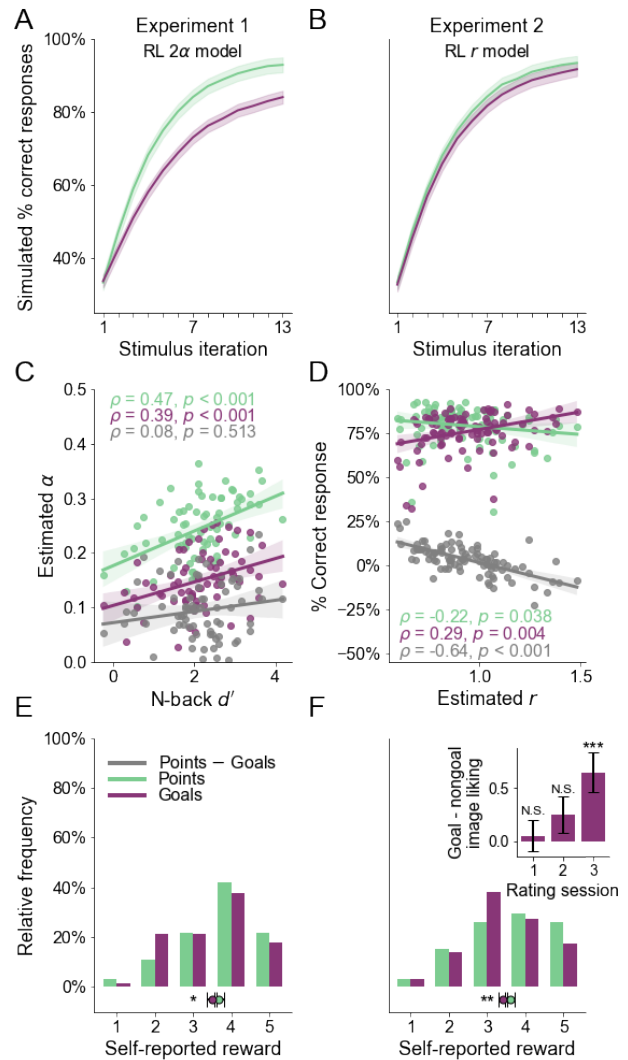 A
Experiment 1
RL 2α model
100%
80%
60%
40%
Simulated % correct responses
1
7
13
Stimulus iteration
B
Experiment 2
RL r model
1
7
13
Stimulus iteration
C
0.5
0.4
0.3
0.2
0.1
0.0
Estimated α
ρ = 0.47, p < 0.001
ρ = 0.39, p < 0.001
ρ = 0.08, p = 0.513
0
2
4
N-back d′
D
100%
75%
50%
25%
0%
−25%
−50%
% Correct response
ρ = -0.22, p = 0.038
ρ = 0.29, p = 0.004
ρ = -0.64, p < 0.001
1.0
1.5
Estimated r
E
100%
80%
60%
40%
20%
0%
Relative frequency
Points − Goals
Points
Goals
*
1
2
3
4
5
Self-reported reward
F
Goal - nongoal
image liking
0.5
0.0
N.S.
N.S.
***
1
2
3
Rating session
**
1
2
3
4
5
Self-reported reward